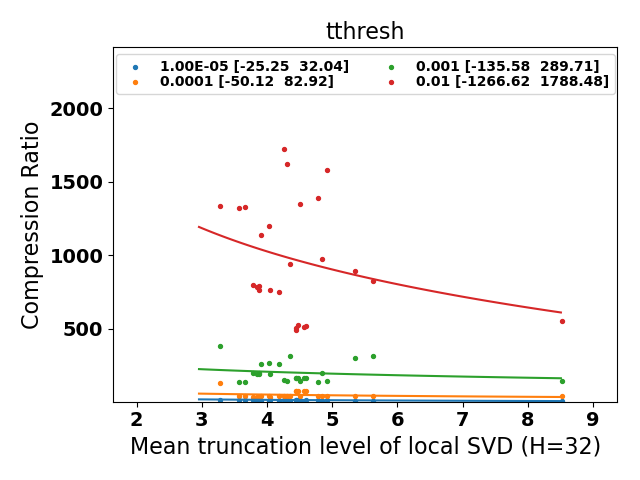 tthresh
1.00E-05 [-25.25  32.04]
0.0001 [-50.12  82.92]
0.001 [-135.58  289.71]
0.01 [-1266.62  1788.48]
Compression Ratio
2000
1500
1000
500
2 3 4 5 6 7 8 9
Mean truncation level of local SVD (H=32)